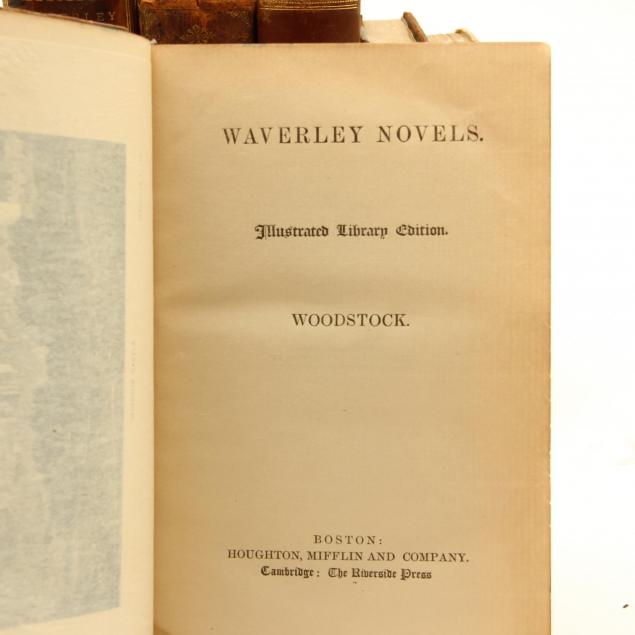 WAVERLEY NOVELS.
Illustrated Library Edition.
WOODSTOCK.
BOSTON:
HOUGHTON, MIFFLIN AND COMPANY.
Cambridge: The Riverside Press